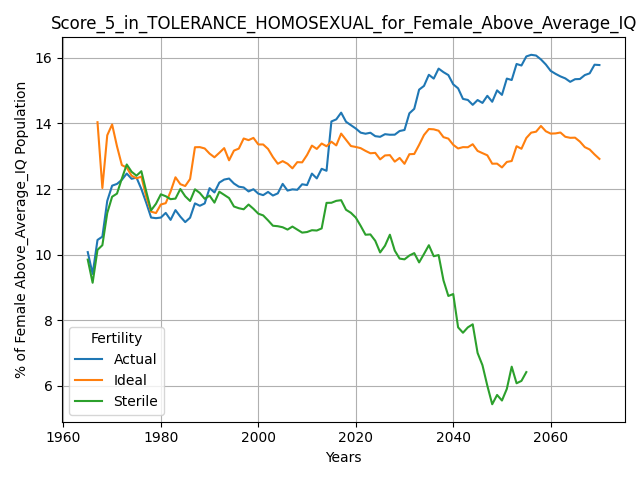 Score_5_in_TOLERANCE_HOMOSEXUAL_for_Female_Above_Average_IQ
% of Female Above_Average_IQ Population
16
14
12
10
8
6
Fertility
Actual
Ideal
Sterile
1960 1980 2000 2020 2040 2060
Years